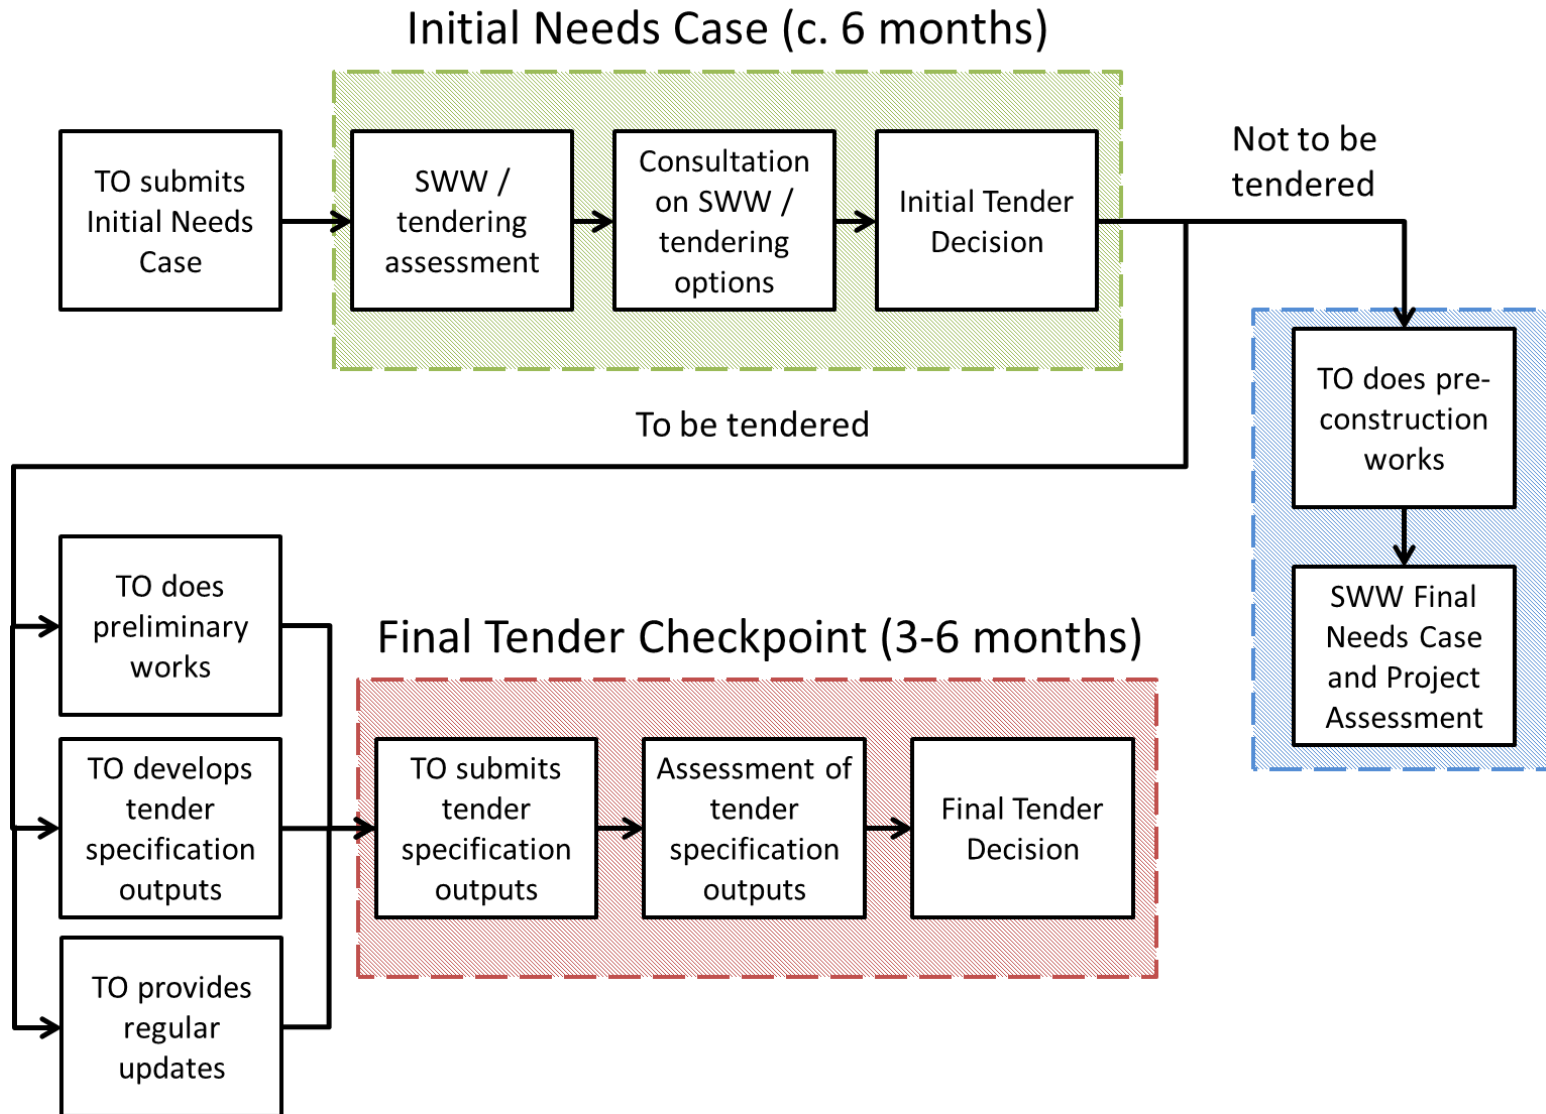 Initial Needs Case (c. 6 months)
TO submits
Initial Needs
Case
SWW /
tendering
assessment
Consultation
on SWW /
tendering
options
Initial Tender
Decision
Not to be
tendered
To be tendered
TO does pre-
construction
works
SWW Final
Needs Case
and Project
Assessment
TO does
preliminary
works
TO develops
tender
specification
outputs
TO provides
regular
updates
Final Tender Checkpoint (3-6 months)
TO submits
tender
specification
outputs
Assessment of
tender
specification
outputs
Final Tender
Decision